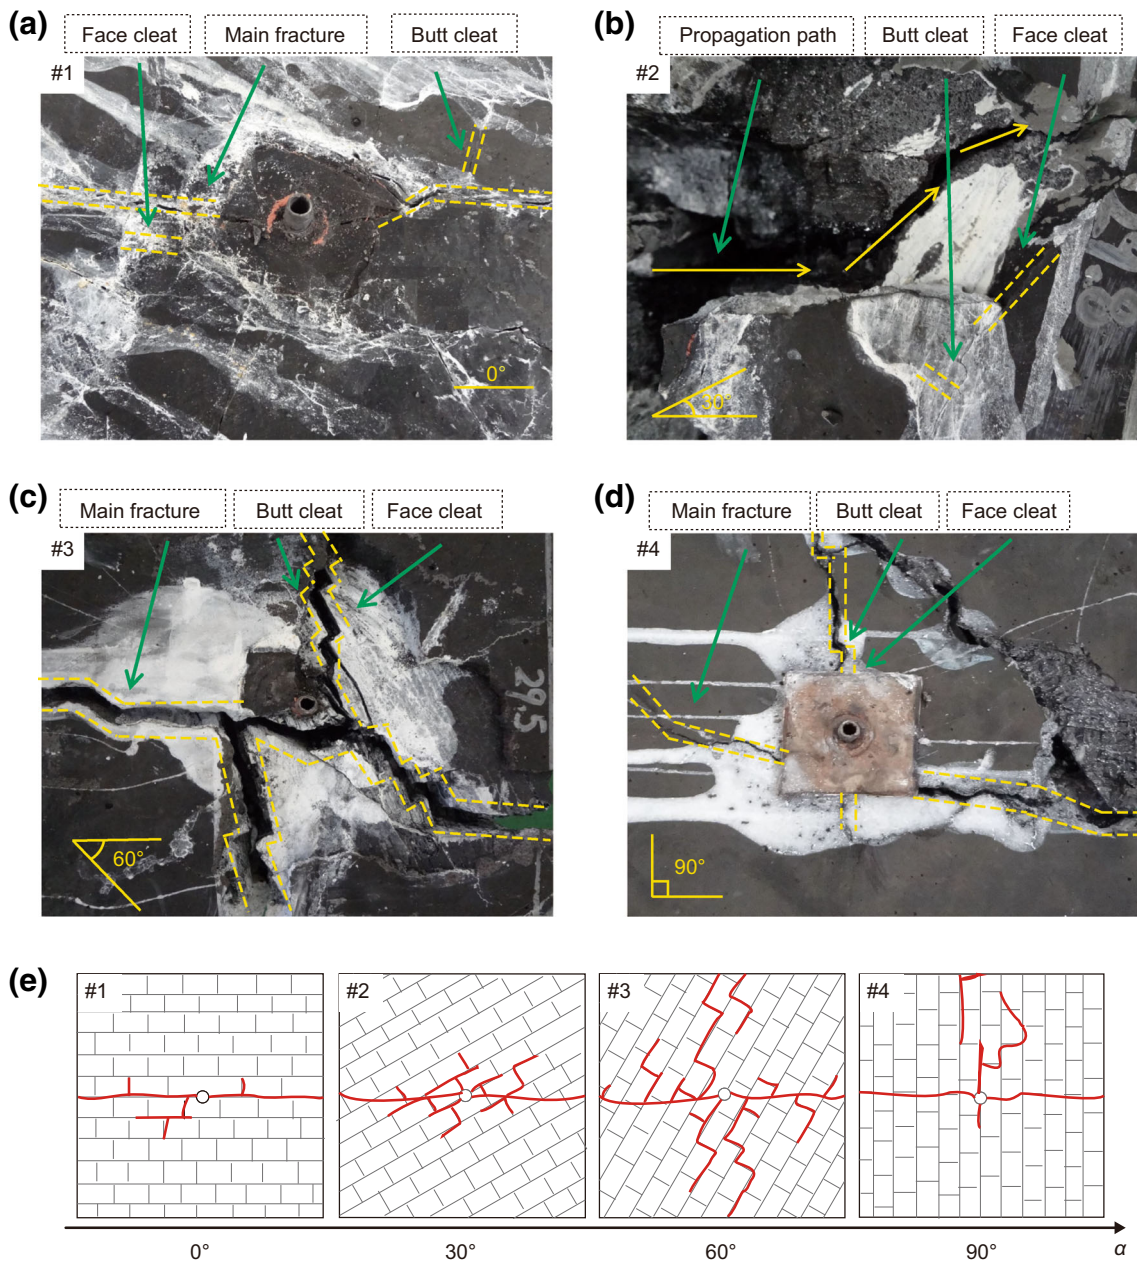 (a)
Face cleat
Main fracture
Butt cleat
#1
0°
(b)
Propagation path
Butt cleat
Face cleat
#2
30°
(c)
Main fracture
Butt cleat
Face cleat
#3
29.5
60°
(d)
Main fracture
Butt cleat
Face cleat
#4
90°
(e)
#1
#2
#3
#4
0°
30°
60°
90°
α